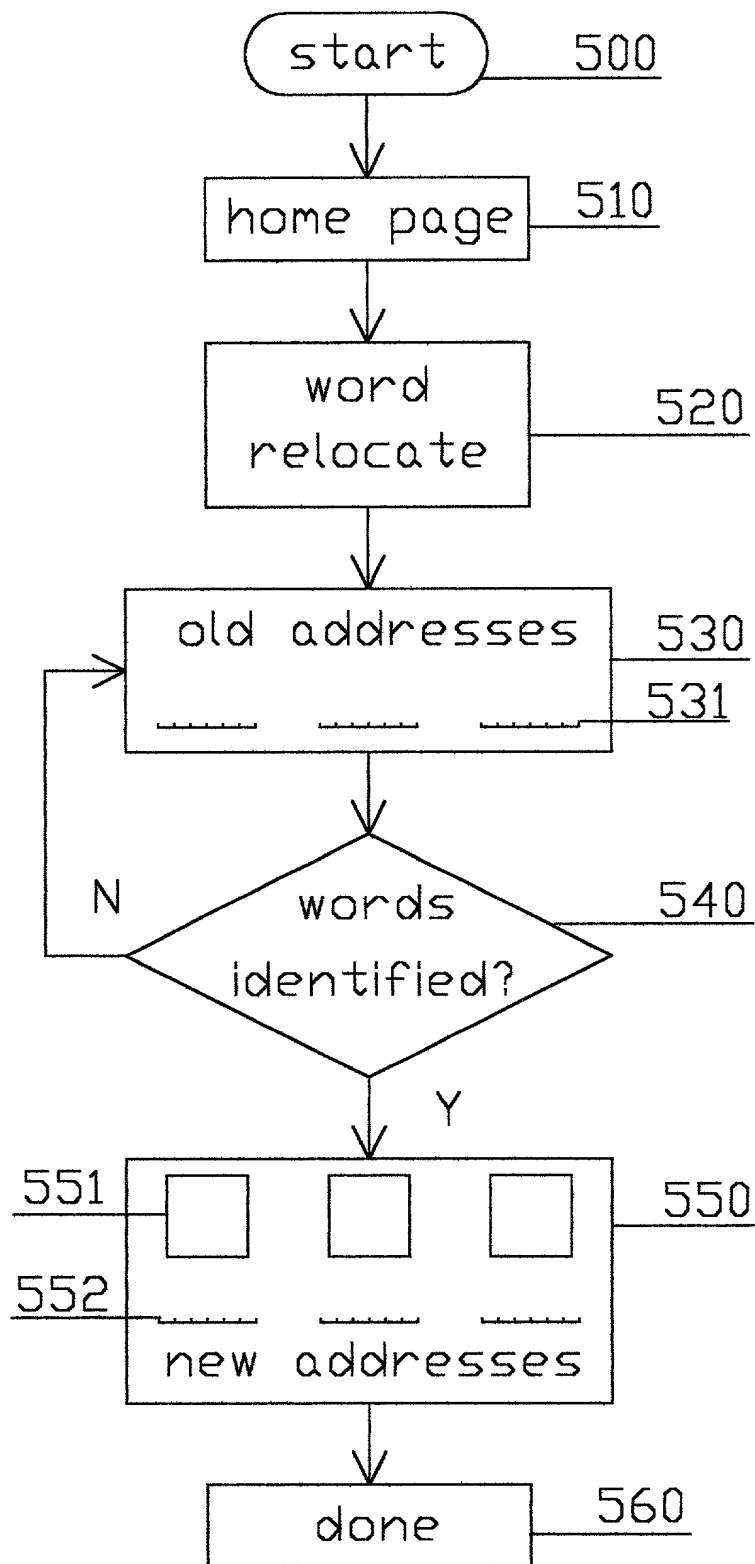 start 500
home page 510
word
relocate
520
old addresses 530
531
N
words
identified?
540
Y
551 550
552
new addresses
done 560